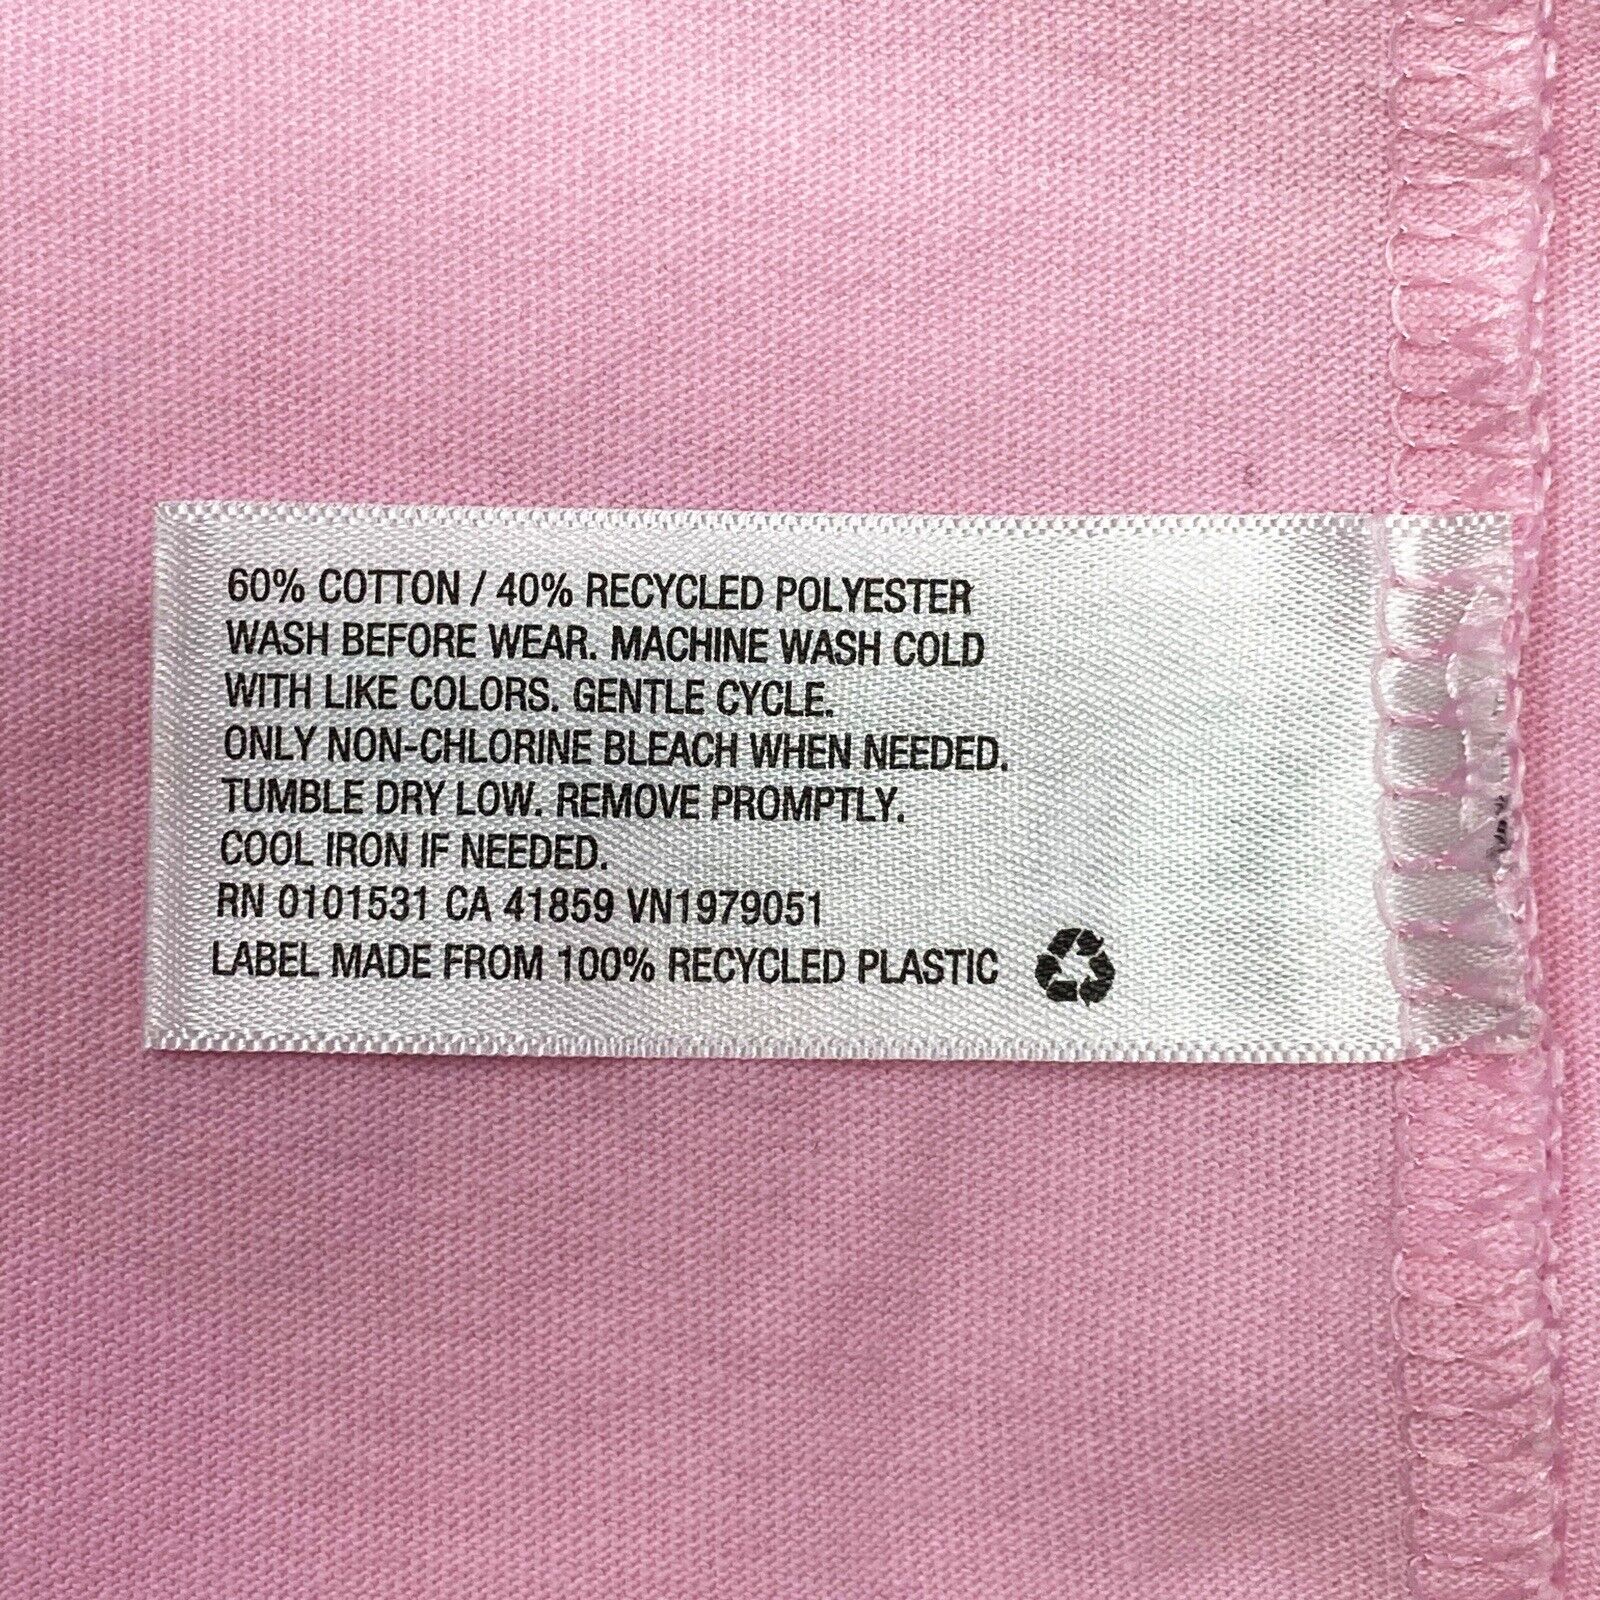 60% COTTON / 40% RECYCLED POLYESTER
WASH BEFORE WEAR. MACHINE WASH COLD
WITH LIKE COLORS. GENTLE CYCLE.
ONLY NON-CHLORINE BLEACH WHEN NEEDED.
TUMBLE DRY LOW. REMOVE PROMPTLY.
COOL IRON IF NEEDED.
RN 0101531 CA 41859 VN1979051
LABEL MADE FROM 100% RECYCLED PLASTIC